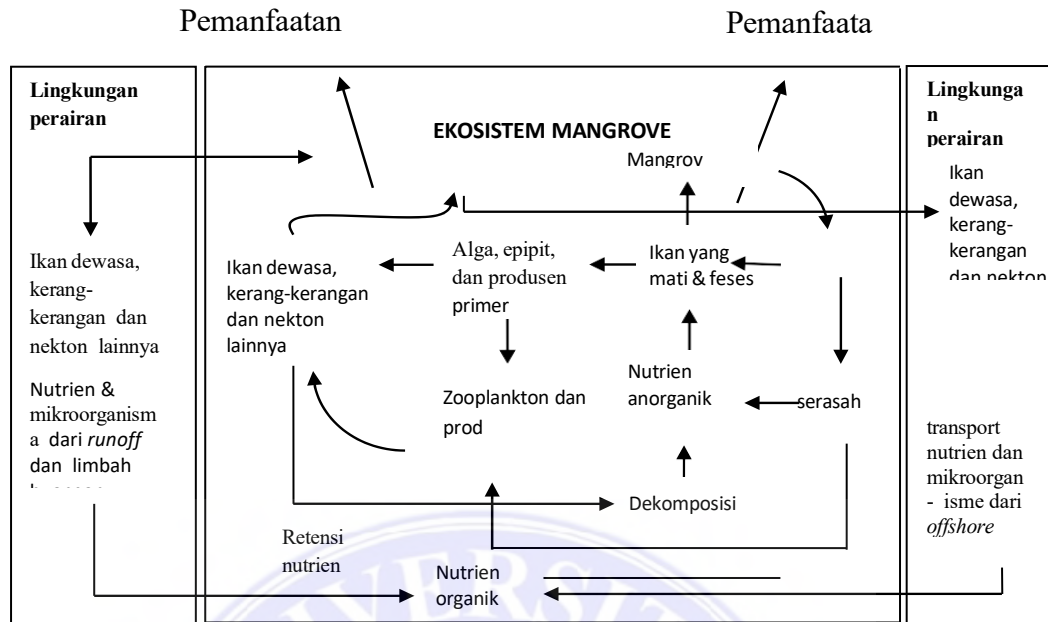 Pemanfaatan
Pemanfaata
Lingkungan
perairan
Ikan dewasa,
kerang-
kerangan dan
nekton lainnya
Nutrien &
mikroorganism
a dari runoff
dan limbah
EKOSISTEM MANGROVE
Mangrov
Ikan dewasa,
kerang-kerangan
dan nekton
lainnya
Alga, epipit,
dan produsen
primer
Ikan yang
mati & feses
Zooplankton dan
prod
Nutrien
anorganik
serasah
Dekomposisi
Retensi
nutrien
Nutrien
organik
Lingkunga
n
perairan
Ikan
dewasa,
kerang-
kerangan
dan nekton
transport
nutrien dan
mikroorgan
- isme dari
offshore